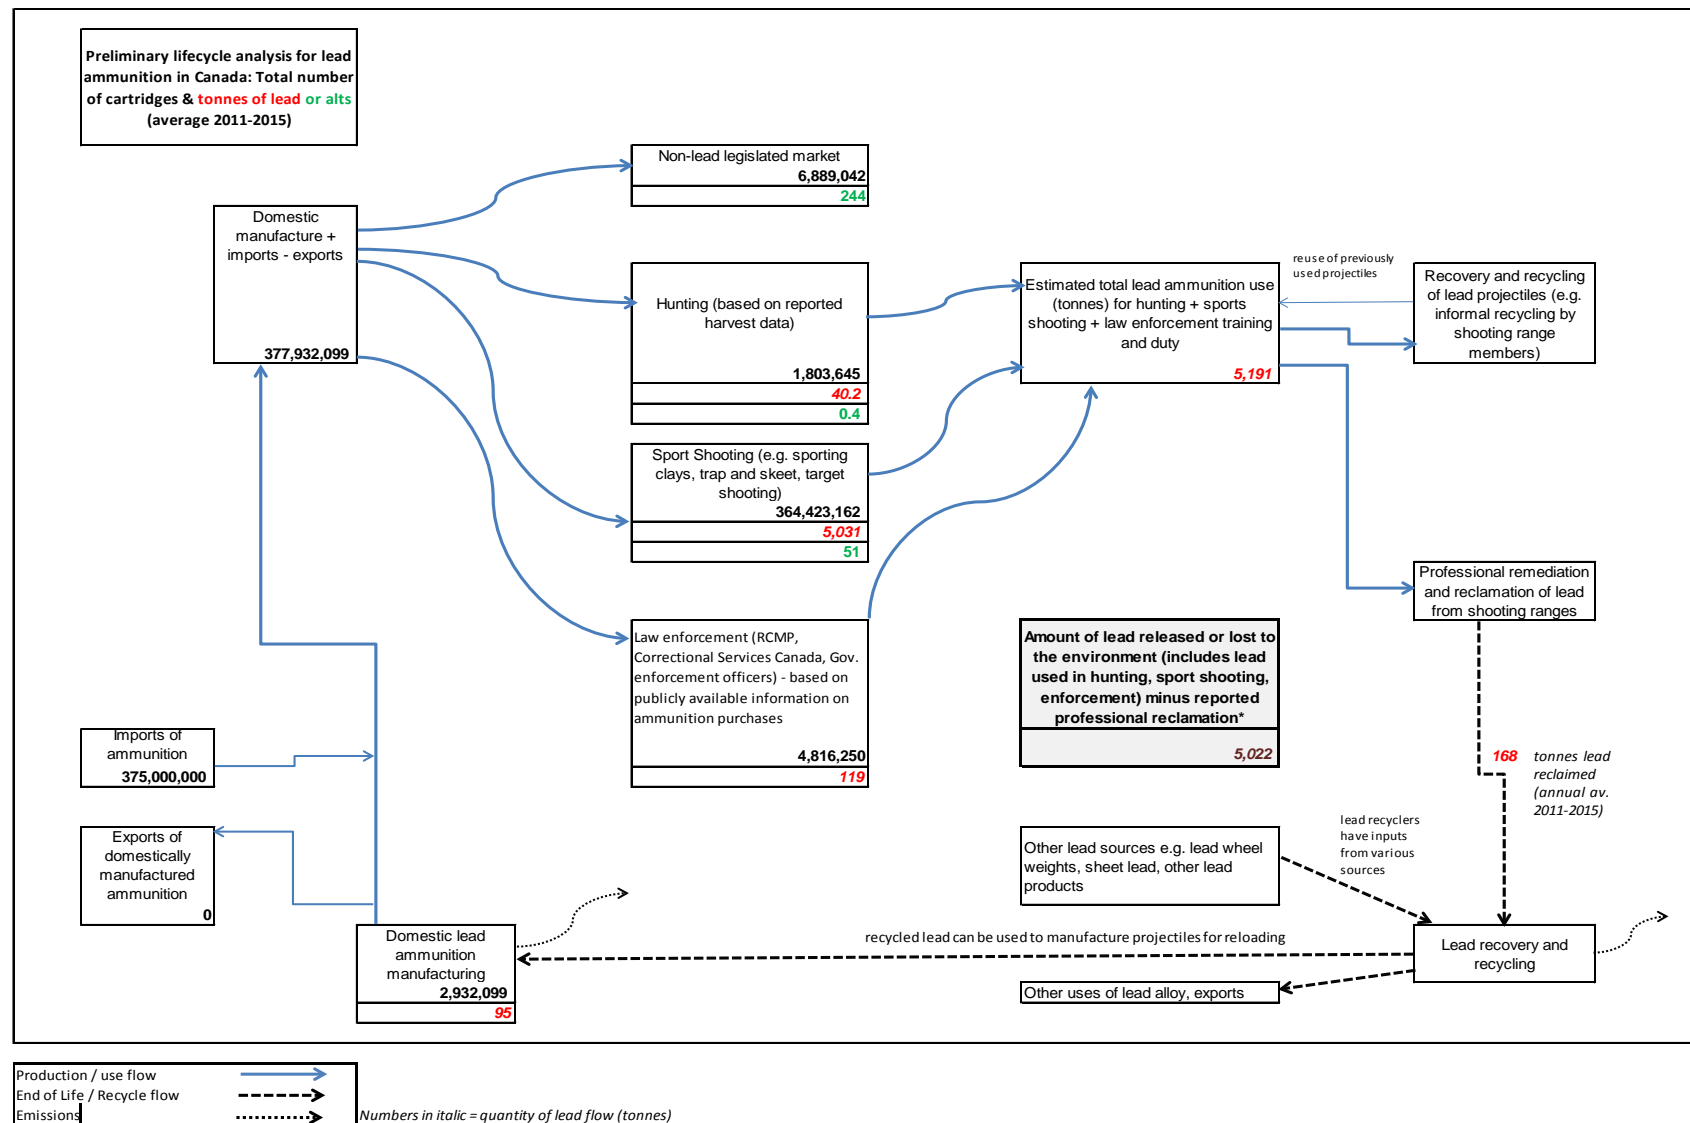 Preliminary lifecycle analysis for lead
ammunition in Canada: Total number
of cartridges & tonnes of lead or alts
(average 2011-2015)
Non-lead legislated market
6,889,042
244
Domestic
manufacture +
imports - exports
377,932,099
Hunting (based on reported
harvest data)
1,803,645
40.2
0.4
Estimated total lead ammunition use
(tonnes) for hunting + sports
shooting + law enforcement training
and duty
5,191
reuse of previously
used projectiles
Recovery and recycling
of lead projectiles (e.g.
informal recycling by
shooting range
members)
Sport Shooting (e.g. sporting
clays, trap and skeet, target
shooting)
364,423,162
5,031
51
Professional remediation
and reclamation of lead
from shooting ranges
Law enforcement (RCMP,
Correctional Services Canada, Gov.
enforcement officers) - based on
publicly available information on
ammunition purchases
4,816,250
119
Amount of lead released or lost to
the environment (includes lead
used in hunting, sport shooting,
enforcement) minus reported
professional reclamation*
5,022
Imports of
ammunition
375,000,000
168 tonnes lead
reclaimed
(annual av.
2011-2015)
Exports of
domestically
manufactured
ammunition
0
Other lead sources e.g. lead wheel
weights, sheet lead, other lead
products
lead recyclers
have inputs
from various
sources
Domestic lead
ammunition
manufacturing
2,932,099
95
recycled lead can be used to manufacture projectiles for reloading
Lead recovery and
recycling
Other uses of lead alloy, exports
Production / use flow
End of Life / Recycle flow
Emissions
Numbers in italic = quantity of lead flow (tonnes)